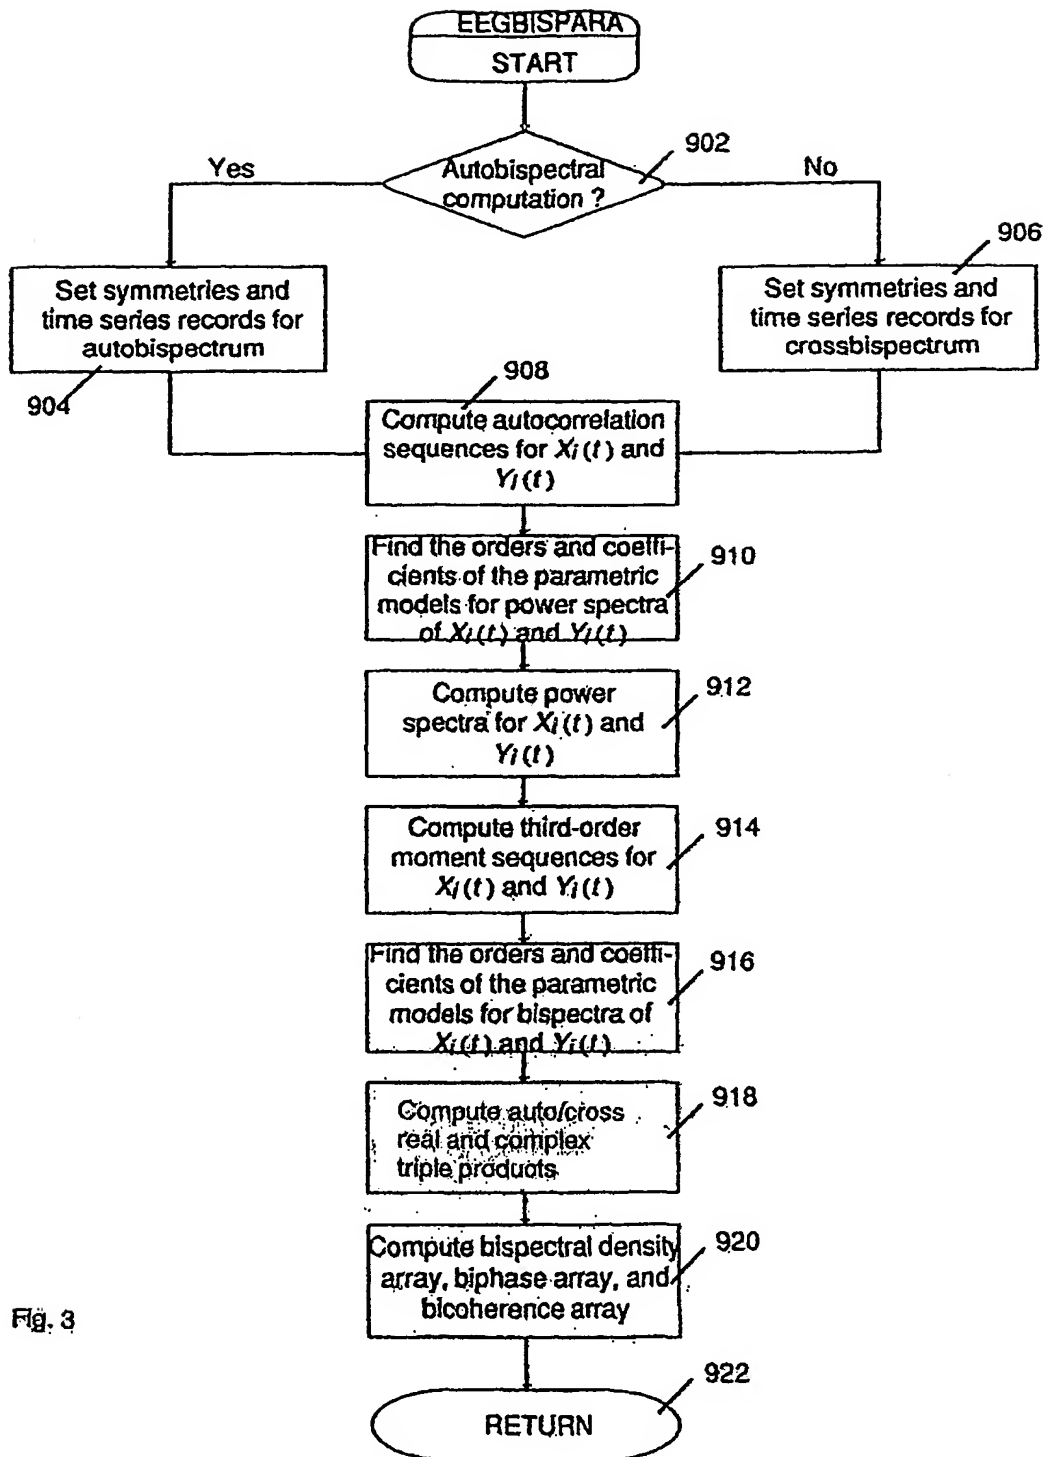 EEGBISPARA
START
902
Autobispectral
computation ?
Yes
No
906
Set symmetries and
time series records for
autobispectrum
904
Set symmetries and
time series records for
crossbispectrum
908
Compute autocorrelation
sequences for Xi(t) and
Yi(t)
Find the orders and coeffi-
cients of the parametric
models for power spectra
of Xi(t) and Yi(t)
910
Compute power
spectra for Xi(t) and
Yi(t)
912
Compute third-order
moment sequences for
Xi(t) and Yi(t)
914
Find the orders and coeffi-
cients of the parametric
models for bispectra of
Xi(t) and Yi(t)
916
Compute auto/cross
real and complex
triple products
918
Compute bispectral density
array, biphase array, and
bicoherence array
920
Fig. 3
922
RETURN